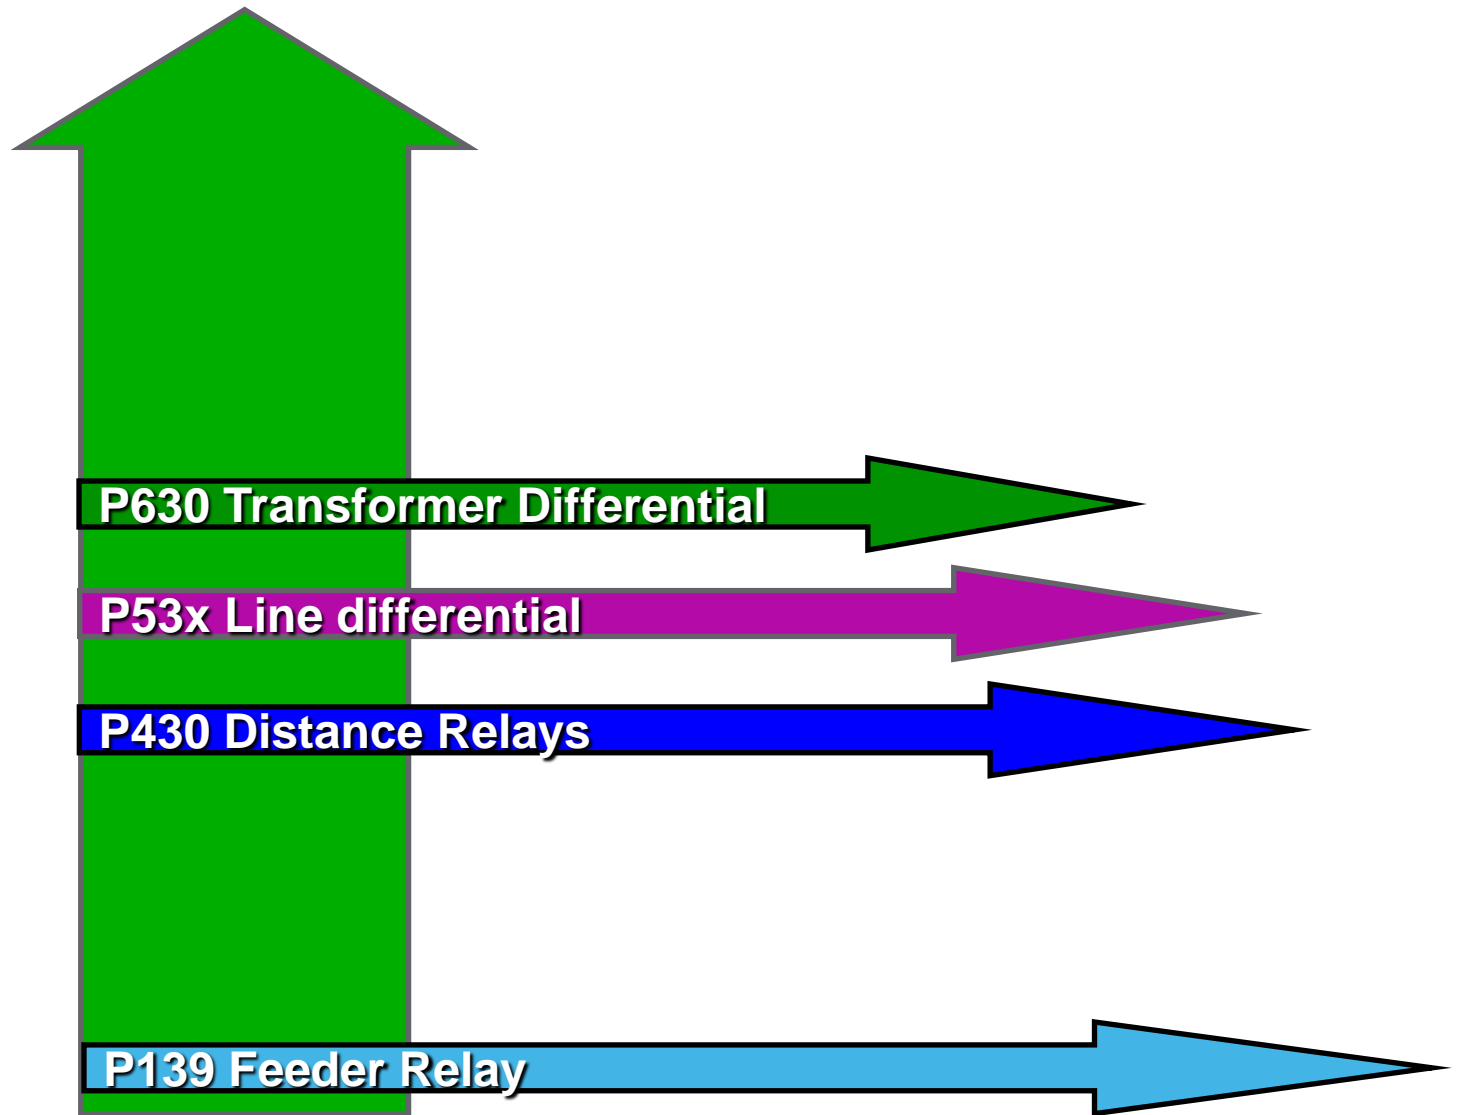 P630 Transformer Differential
P53x Line differential
P430 Distance Relays
P139 Feeder Relay